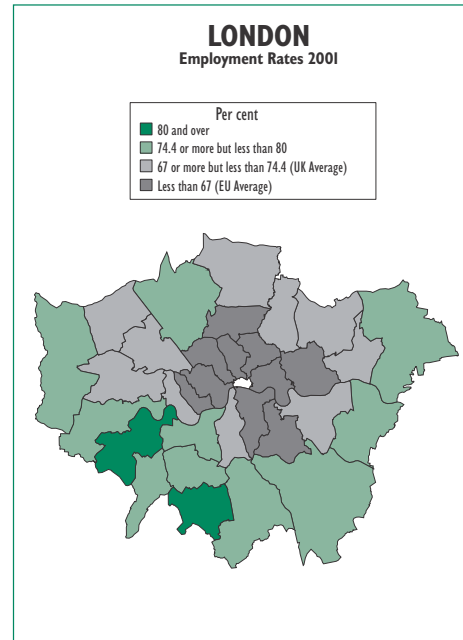 LONDON
Employment Rates 2001
Per cent
80 and over
74.4 or more but less than 80
67 or more but less than 74.4 (UK Average)
Less than 67 (EU Average)